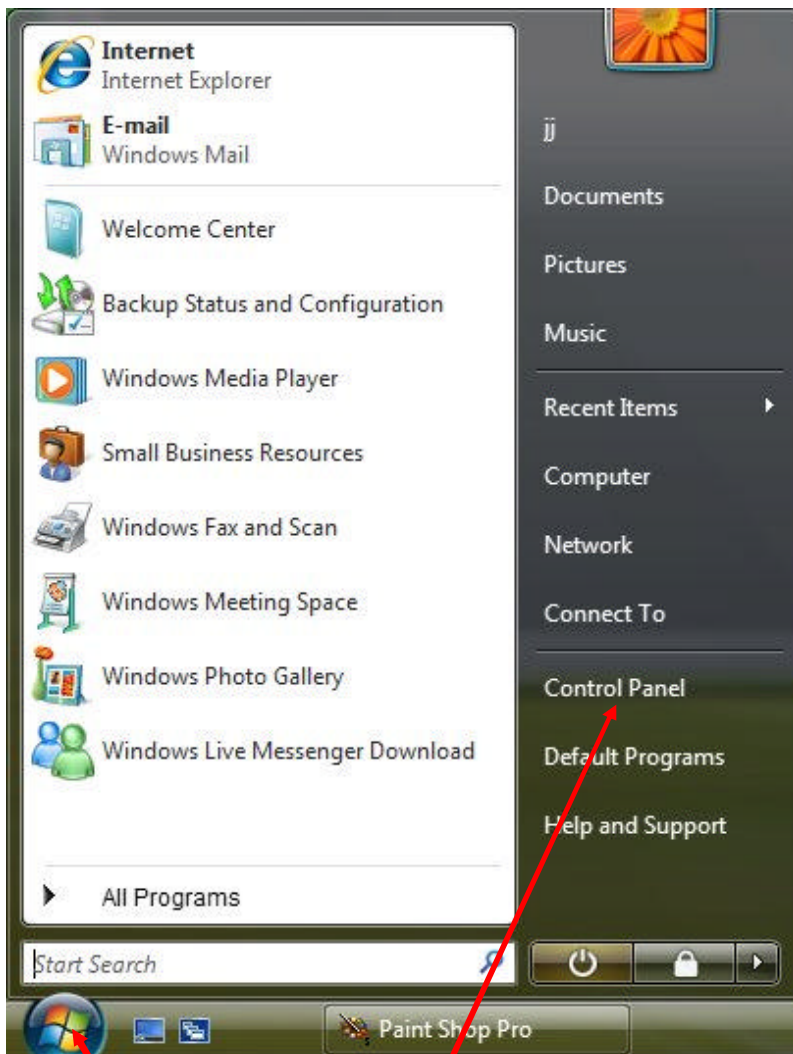 Internet
Internet Explorer
E-mail
Windows Mail
Welcome Center
Backup Status and Configuration
Windows Media Player
Small Business Resources
Windows Fax and Scan
Windows Meeting Space
Windows Photo Gallery
Windows Live Messenger Download
All Programs
Start Search
jj
Documents
Pictures
Music
Recent Items
Computer
Network
Connect To
Control Panel
Default Programs
Help and Support
Paint Shop Pro